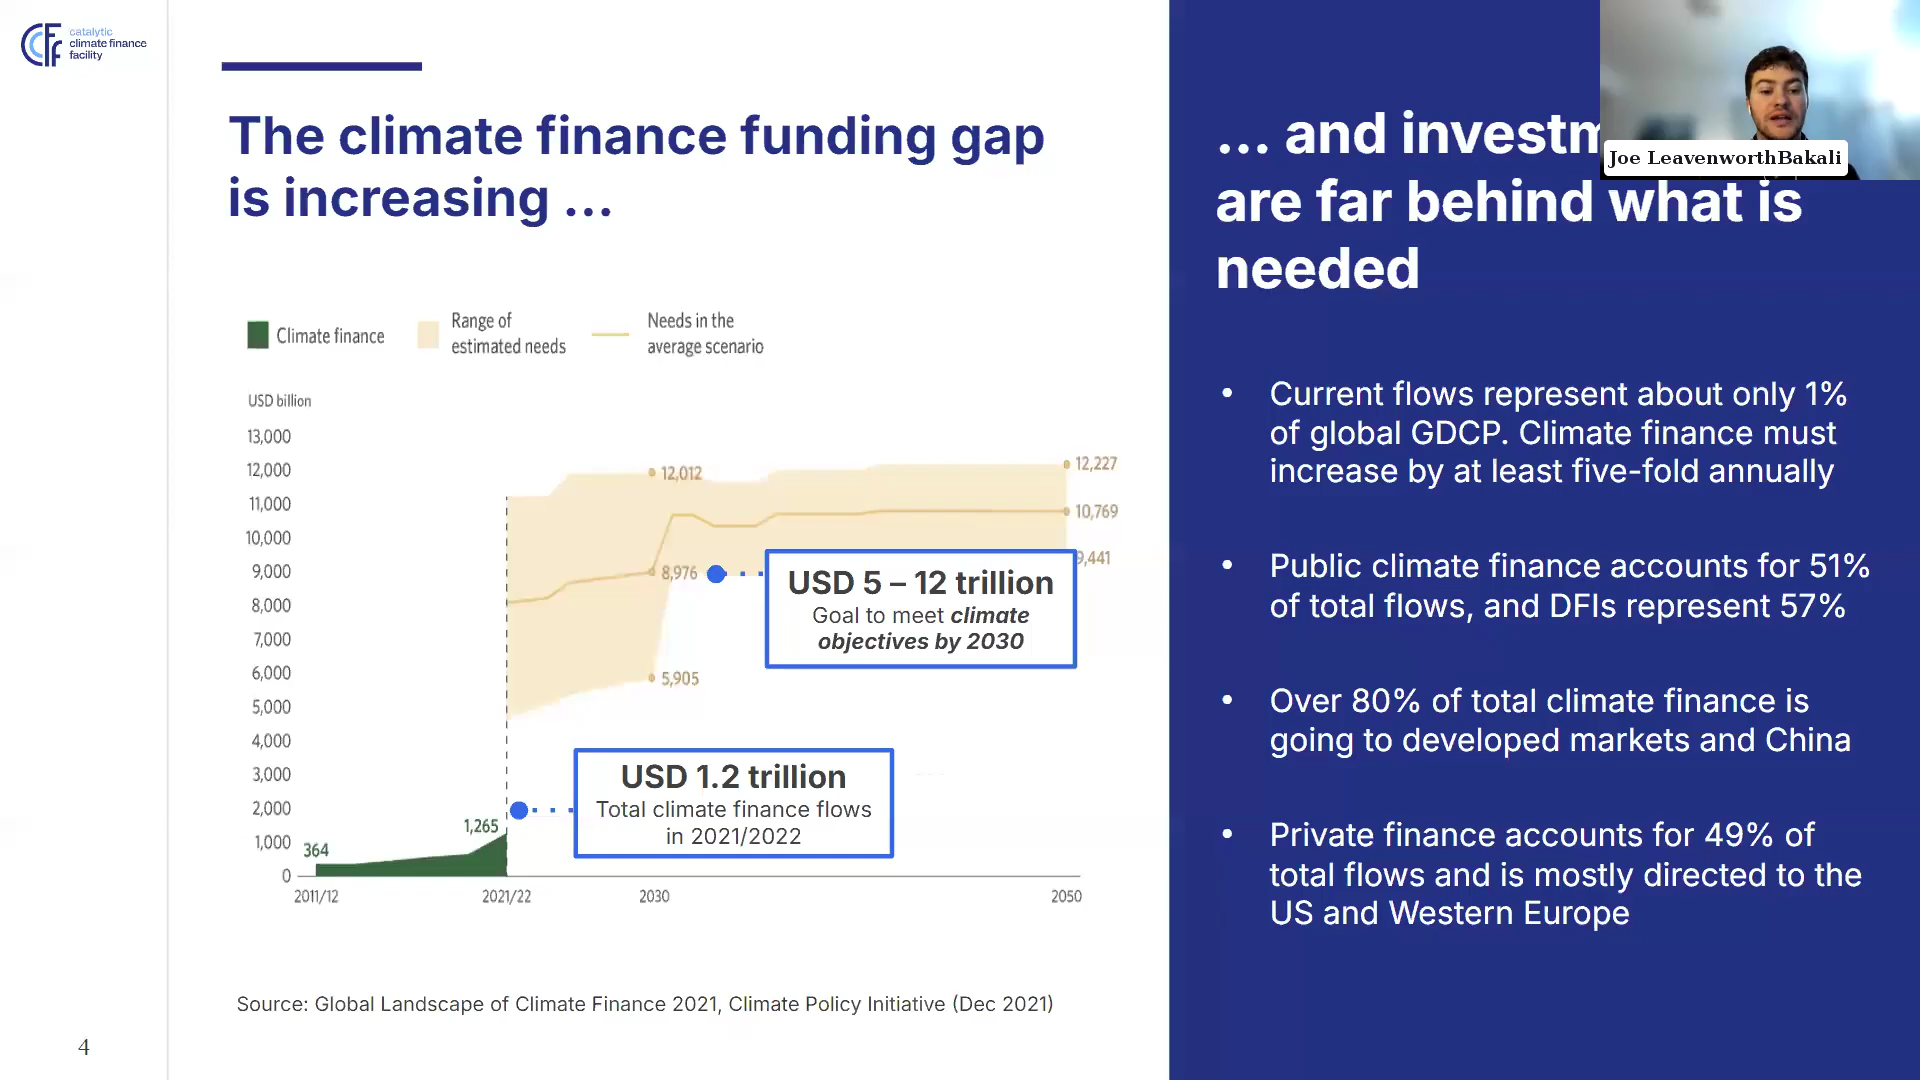 catalytic
climate finance
facility
The climate finance funding gap
is increasing ...
Climate finance
Range of
estimated needs
Needs in the
average scenario
USD billion
13,000
12,000
11,000
10,000
9,000
8,000
7,000
6,000
5,000
4,000
3,000
2,000
1,000
0
364
1,265
12,012
8,976
5,905
12,227
10,769
9,441
2011/12
2021/22
2030
2050
USD 5 – 12 trillion
Goal to meet climate
objectives by 2030
USD 1.2 trillion
Total climate finance flows
in 2021/2022
Source: Global Landscape of Climate Finance 2021, Climate Policy Initiative (Dec 2021)
4
... and
are far behind what is
needed
Joe LeavenworthBakali
• Current flows represent about only 1%
of global GDCP. Climate finance must
increase by at least five-fold annually
• Public climate finance accounts for 51%
of total flows, and DFIs represent 57%
• Over 80% of total climate finance is
going to developed markets and China
• Private finance accounts for 49% of
total flows and is mostly directed to the
US and Western Europe